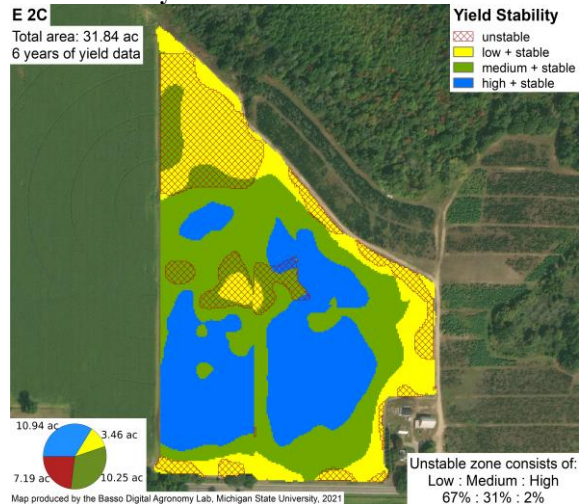 E 2C
Total area: 31.84 ac
6 years of yield data
Yield Stability
unstable
low + stable
medium + stable
high + stable
10.94 ac
3.46 ac
7.19 ac
10.25 ac
Map produced by the Basso Digital Agronomy Lab, Michigan State University, 2021
Unstable zone consists of:
Low : Medium : High
67% : 31% : 2%